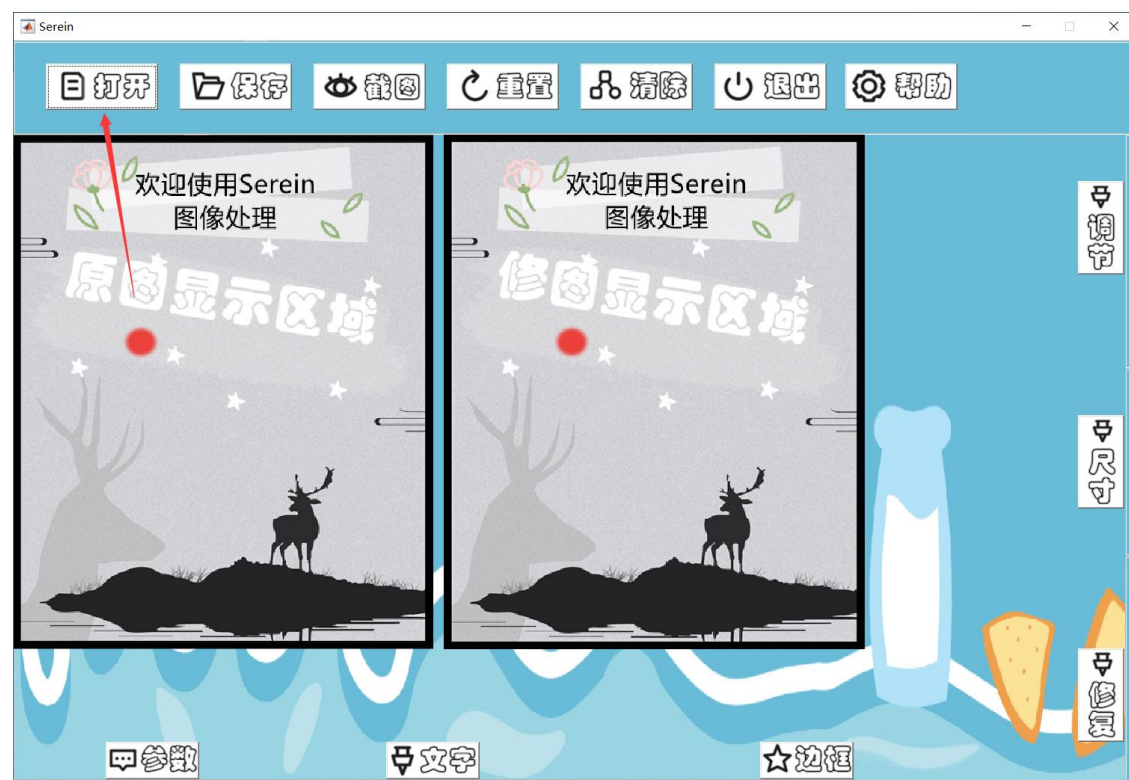 Serein
打开 保存 截图 重置 清除 退出 帮助
欢迎使用Serein
图像处理
原图显示区域
欢迎使用Serein
图像处理
修图显示区域
调节
尺寸
修复
参数 文字 边框